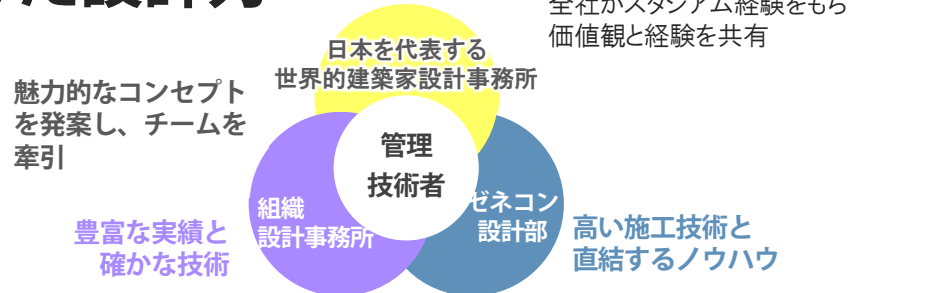 設計力
全社がスタジアム経験をもち
価値観と経験を共有
日本を代表する
世界的建築家設計事務所
魅力的なコンセプト
を発案し、チームを
牽引
管理
技術者
組織
設計事務所
ゼネコン
設計部
豊富な実績と
確かな技術
高い施工技術と
直結するノウハウ